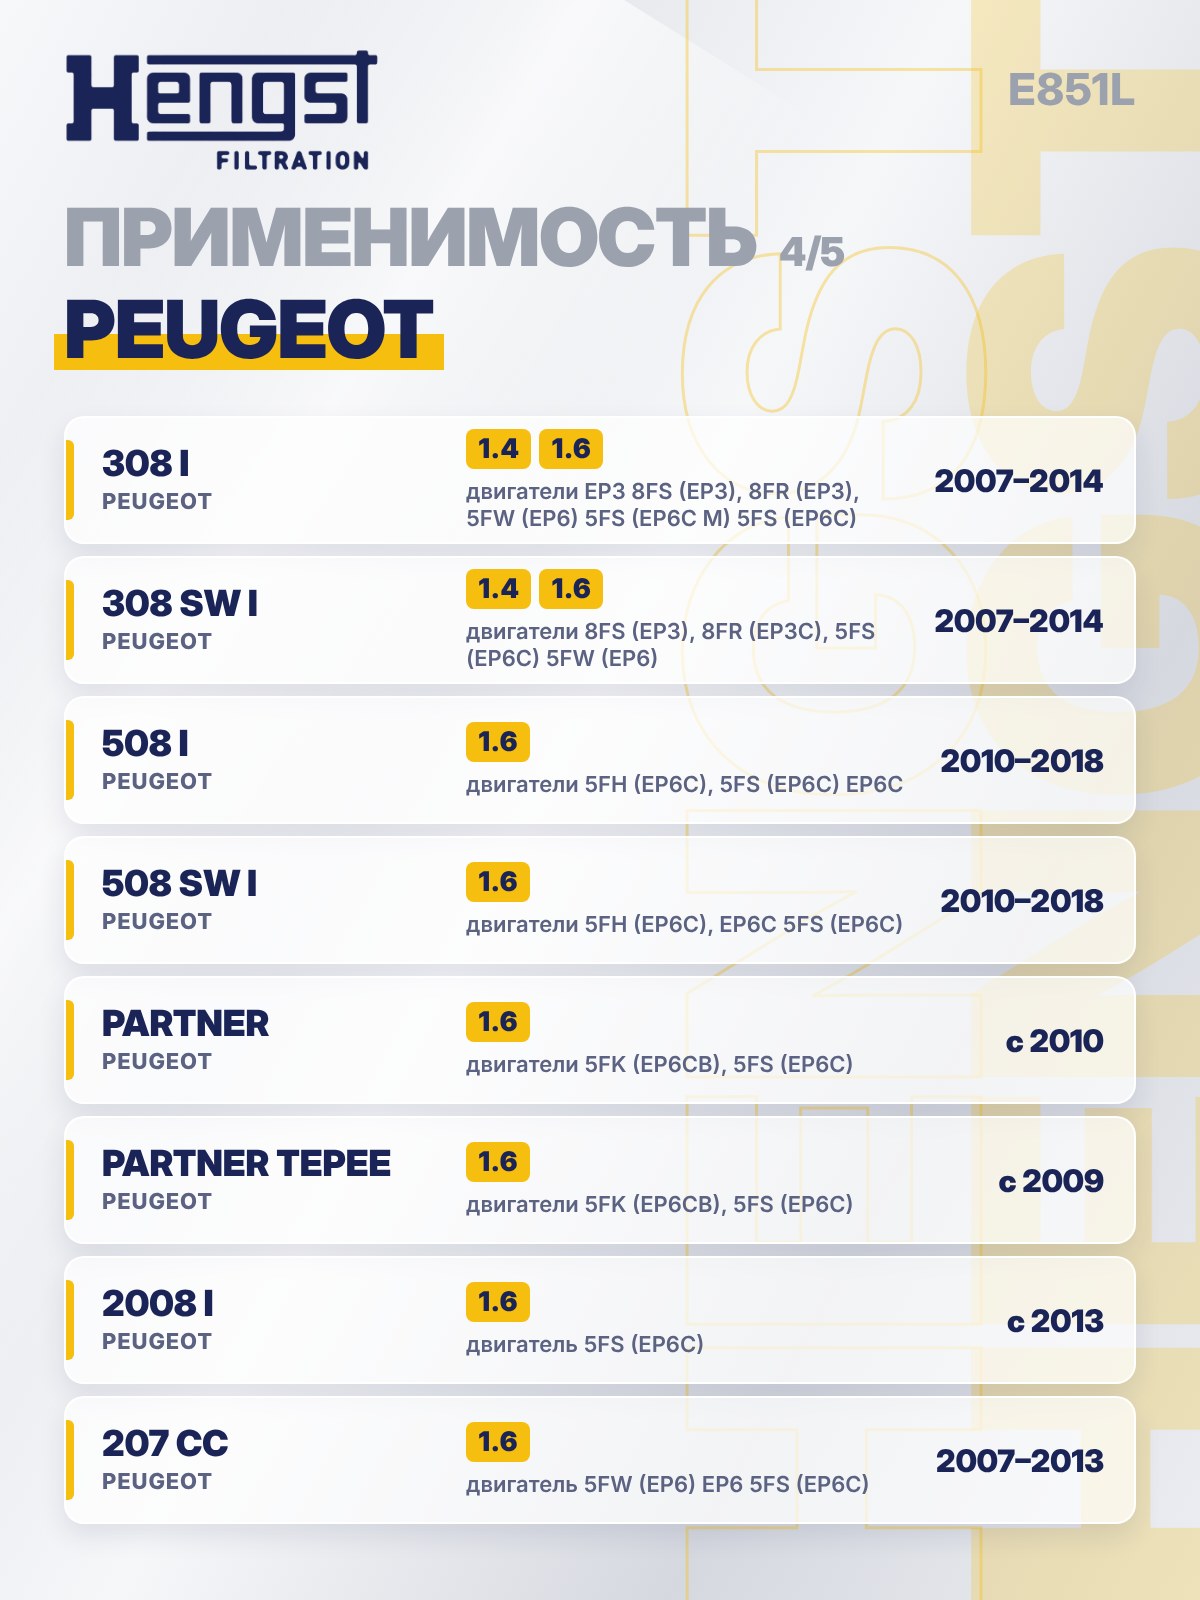 Hengst
FILTRATION
E851L
ПРИМЕНИМОСТЬ 4/5
PEUGEOT
308 I
PEUGEOT
1.4 1.6
двигатели EP3 8FS (EP3), 8FR (EP3),
5FW (EP6) 5FS (EP6C M) 5FS (EP6C)
2007–2014
308 SW I
PEUGEOT
1.4 1.6
двигатели 8FS (EP3), 8FR (EP3C), 5FS
(EP6C) 5FW (EP6)
2007–2014
508 I
PEUGEOT
1.6
двигатели 5FH (EP6C), 5FS (EP6C) EP6C
2010–2018
508 SW I
PEUGEOT
1.6
двигатели 5FH (EP6C), EP6C 5FS (EP6C)
2010–2018
PARTNER
PEUGEOT
1.6
двигатели 5FK (EP6CB), 5FS (EP6C)
с 2010
PARTNER TEPEE
PEUGEOT
1.6
двигатели 5FK (EP6CB), 5FS (EP6C)
с 2009
2008 I
PEUGEOT
1.6
двигатель 5FS (EP6C)
с 2013
207 CC
PEUGEOT
1.6
двигатель 5FW (EP6) EP6 5FS (EP6C)
2007–2013
HENGST
HENGST